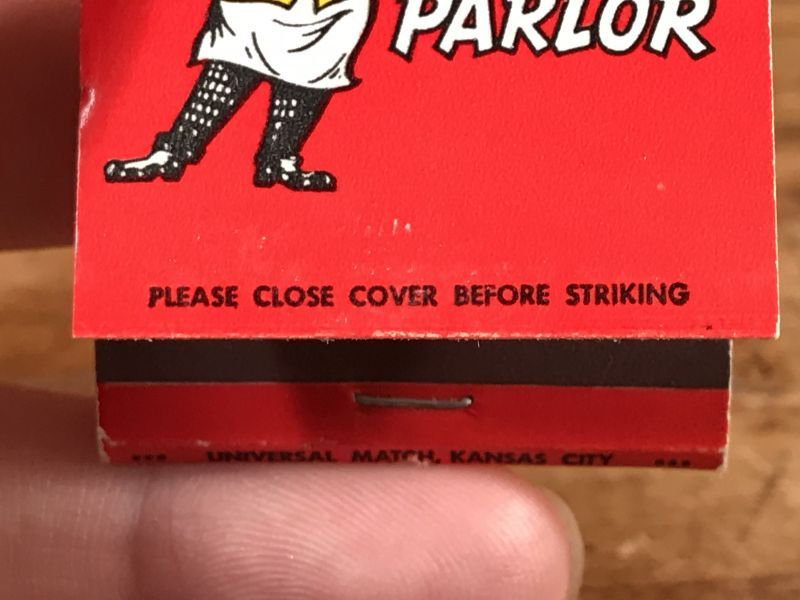 PARLOR
PLEASE CLOSE COVER BEFORE STRIKING
UNIVERSAL MATCH, KANSAS CITY